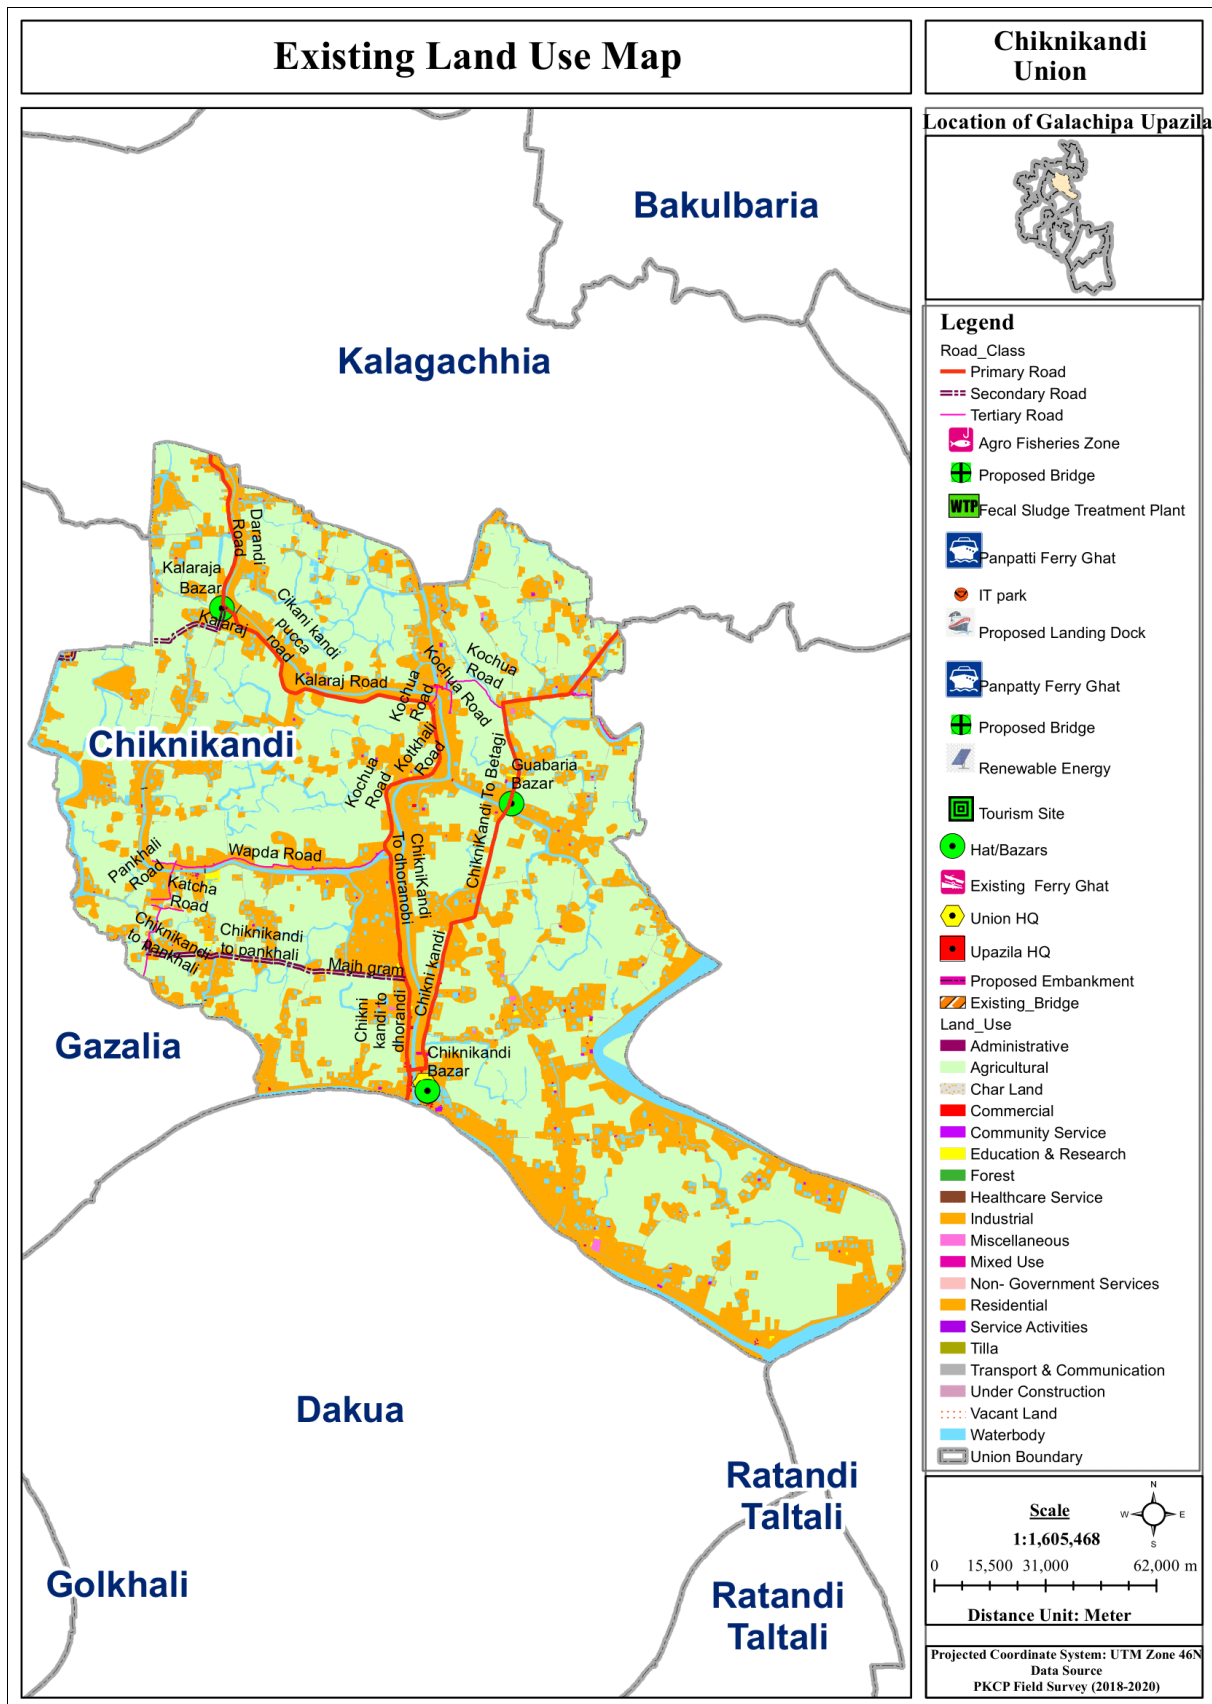 Existing Land Use Map
Chiknikandi
Union
Location of Galachipa Upazila
Bakulbaria
Kalagachhia
Darandi
Road
Kalaraja
Bazar
Kalaraj
road
Cikani kandi
pucca
Kalaraj Road
Kochua
Road
Kochua Road
Kochua
Road
Kotkhali
Road
Kochua
Road
Chiknikandi
Guabaria
Bazar
ChikniKandi To Betagi
Wapda Road
Pankhali
Road
Katcha
Road
ChikniKandi
To dhoranobi
Chiknikandi
to pankhali
Chiknikandi
to pankhali
Majh gram
Chikni kandi
Chikni
kandi to
dhorandi
Chiknikandi
Bazar
Gazalia
Dakua
Ratandi
Taltali
Golkhali
Ratandi
Taltali
Legend
Road_Class
Primary Road
Secondary Road
Tertiary Road
Agro Fisheries Zone
Proposed Bridge
WTP Fecal Sludge Treatment Plant
Panpatti Ferry Ghat
IT park
Proposed Landing Dock
Panpatty Ferry Ghat
Proposed Bridge
Renewable Energy
Tourism Site
Hat/Bazars
Existing Ferry Ghat
Union HQ
Upazila HQ
Proposed Embankment
Existing_Bridge
Land_Use
Administrative
Agricultural
Char Land
Commercial
Community Service
Education & Research
Forest
Healthcare Service
Industrial
Miscellaneous
Mixed Use
Non- Government Services
Residential
Service Activities
Tilla
Transport & Communication
Under Construction
Vacant Land
Waterbody
Union Boundary
Scale
1:1,605,468
N
W E
S
0 15,500 31,000 62,000 m
Distance Unit: Meter
Projected Coordinate System: UTM Zone 46N
Data Source
PKCP Field Survey (2018-2020)